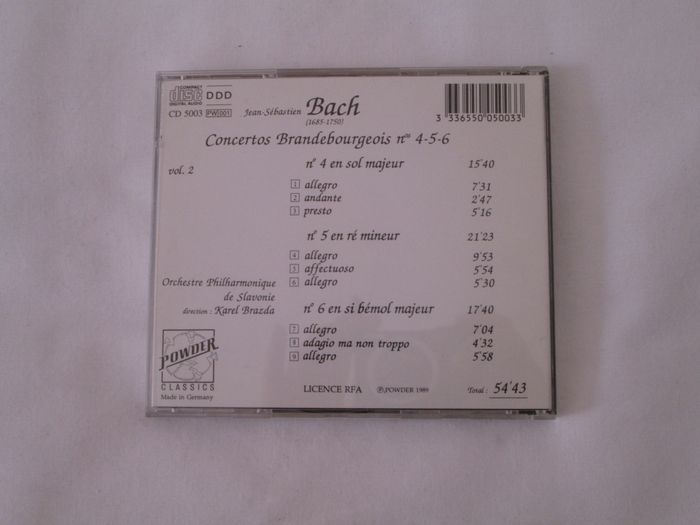 COMPACT disc DIGITAL AUDIO DDD
CD 5003 PW 001
Jean-Sébastien Bach
(1685-1750)
3 336550 050033
Concertos Brandebourgeois nos 4-5-6
vol. 2
n° 4 en sol majeur 15'40
1 allegro 7'31
2 andante 2'47
3 presto 5'16
n° 5 en ré mineur 21'23
4 allegro 9'53
5 affectuoso 5'54
6 allegro 5'30
Orchestre Philharmonique
de Slavonie
direction : Karel Brazda
n° 6 en si bémol majeur 17'40
7 allegro 7'04
8 adagio ma non troppo 4'32
9 allegro 5'58
POWDER
CLASSICS
Made in Germany
LICENCE RFA ℗ POWDER 1989 Total : 54'43